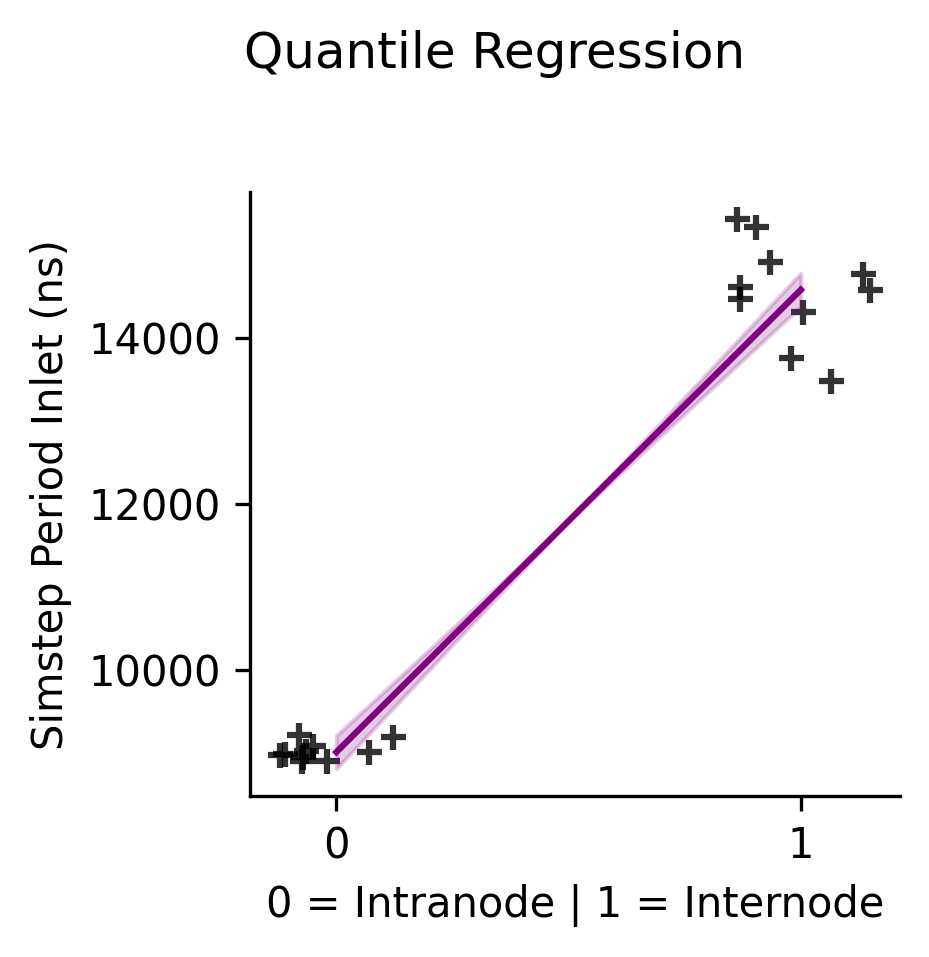 Quantile Regression
Simstep Period Inlet (ns)
14000
12000
10000
0
1
0 = Intranode | 1 = Internode